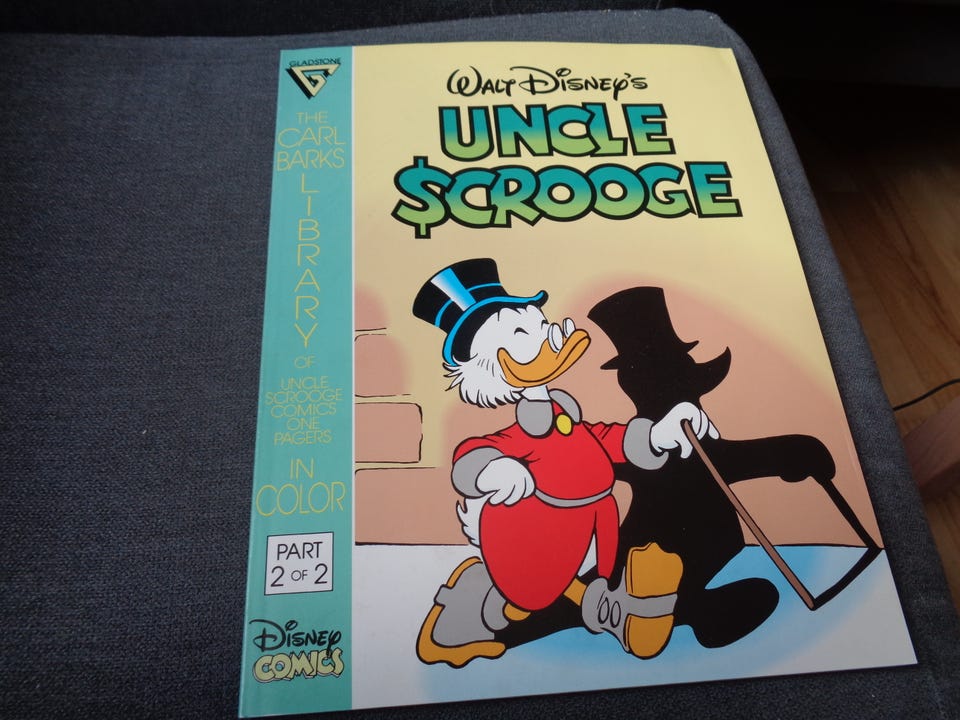 GLADSTONE
G
THE
CARL
BARKS
LIBRARY
OF
UNCLE
SCROOGE
COMICS
ONE
PAGERS
IN
COLOR
PART
2 OF 2
DISNEY
COMICS
WALT DISNEY'S
UNCLE
$CROOGE